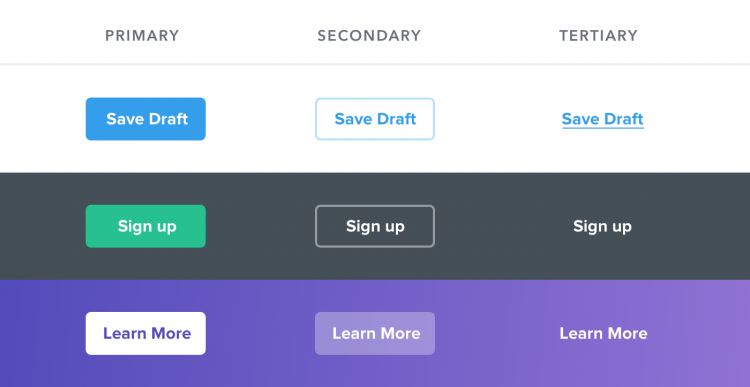 PRIMARY SECONDARY TERTIARY
Save Draft Save Draft Save Draft
Sign up Sign up Sign up
Learn More Learn More Learn More